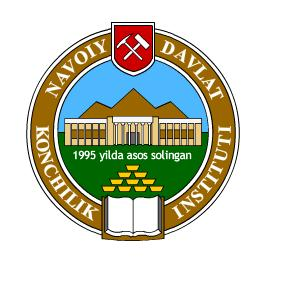 NAVOIY DAVLAT
KONCHILIK INSTITUTI
1995 yilda asos solingan